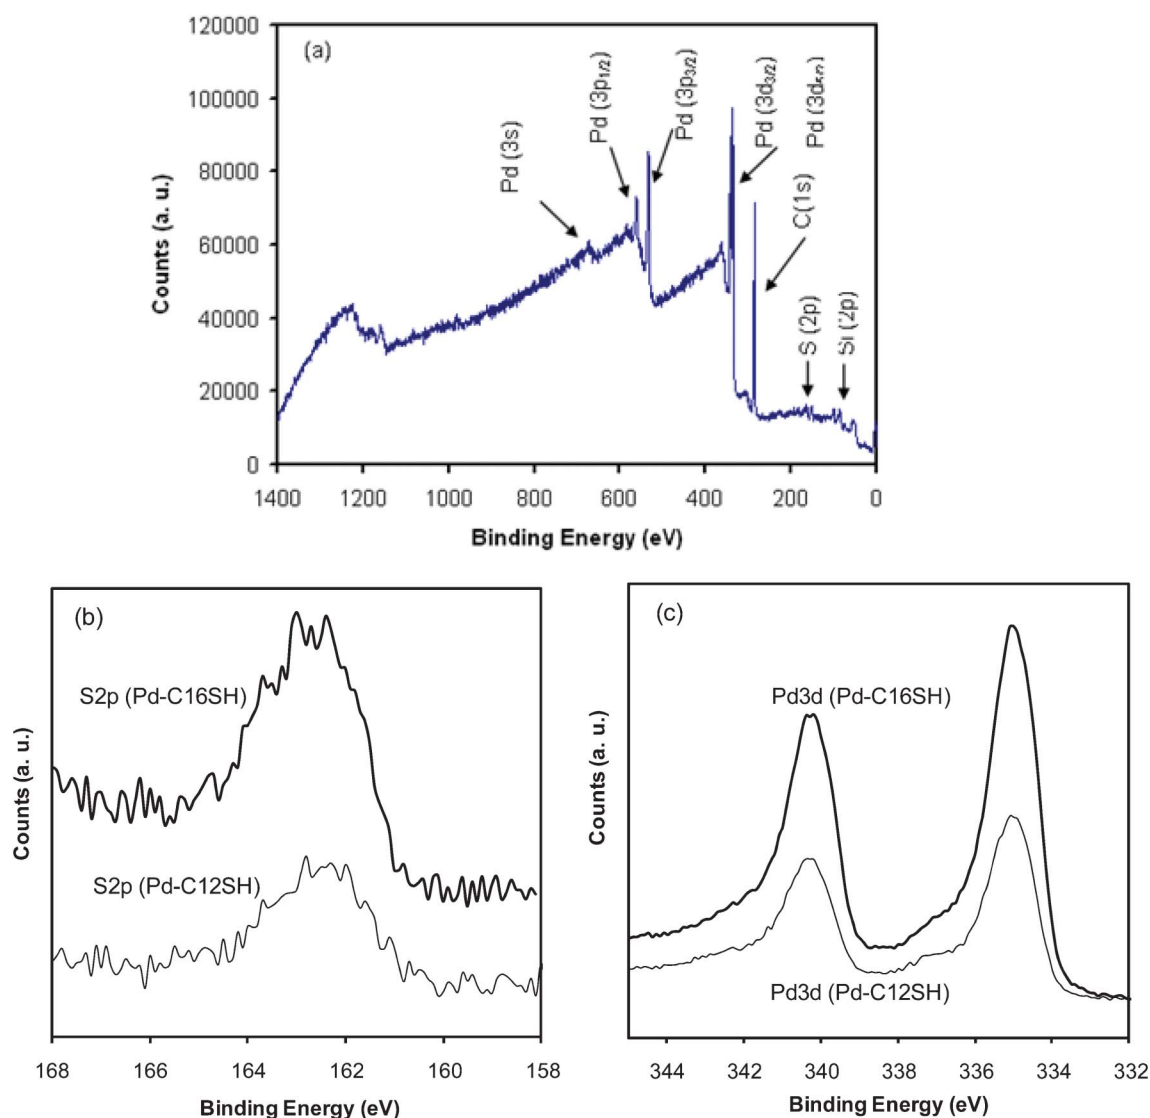 (a)
120000
100000
80000
60000
40000
20000
0
Counts (a. u.)
Pd (3s)
Pd (3p1/2)
Pd (3p3/2)
Pd (3d3/2)
Pd (3d5/2)
C(1s)
S (2p)
Si (2p)
1400 1200 1000 800 600 400 200 0
Binding Energy (eV)
(b)
S2p (Pd-C16SH)
S2p (Pd-C12SH)
Counts (a. u.)
168 166 164 162 160 158
Binding Energy (eV)
(c)
Pd3d (Pd-C16SH)
Pd3d (Pd-C12SH)
Counts (a. u.)
344 342 340 338 336 334 332
Binding Energy (eV)